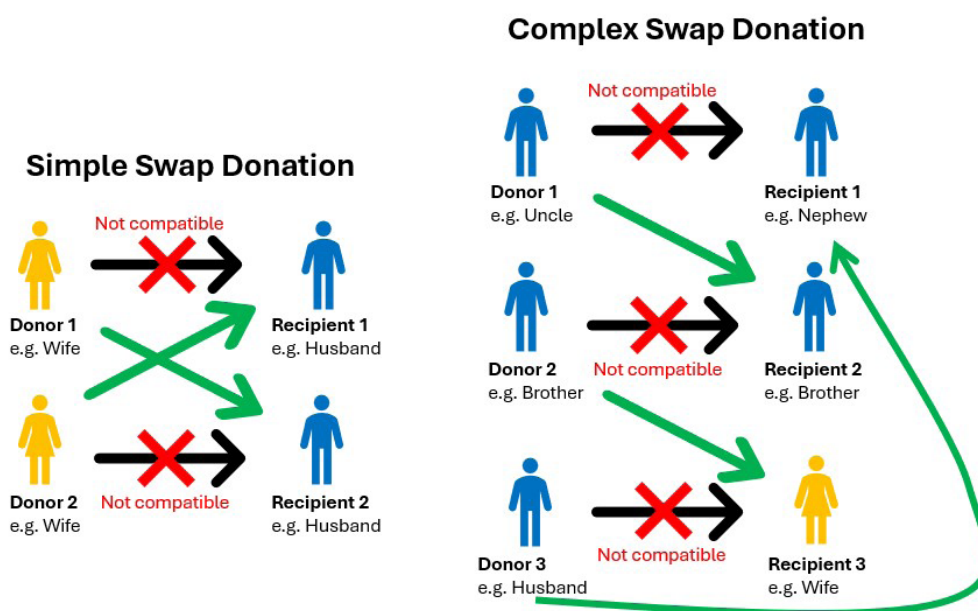 Simple Swap Donation
Not compatible
Donor 1
e.g. Wife
Recipient 1
e.g. Husband
Donor 2
e.g. Wife
Not compatible
Recipient 2
e.g. Husband
Complex Swap Donation
Not compatible
Donor 1
e.g. Uncle
Recipient 1
e.g. Nephew
Donor 2
e.g. Brother
Not compatible
Recipient 2
e.g. Brother
Donor 3
e.g. Husband
Not compatible
Recipient 3
e.g. Wife